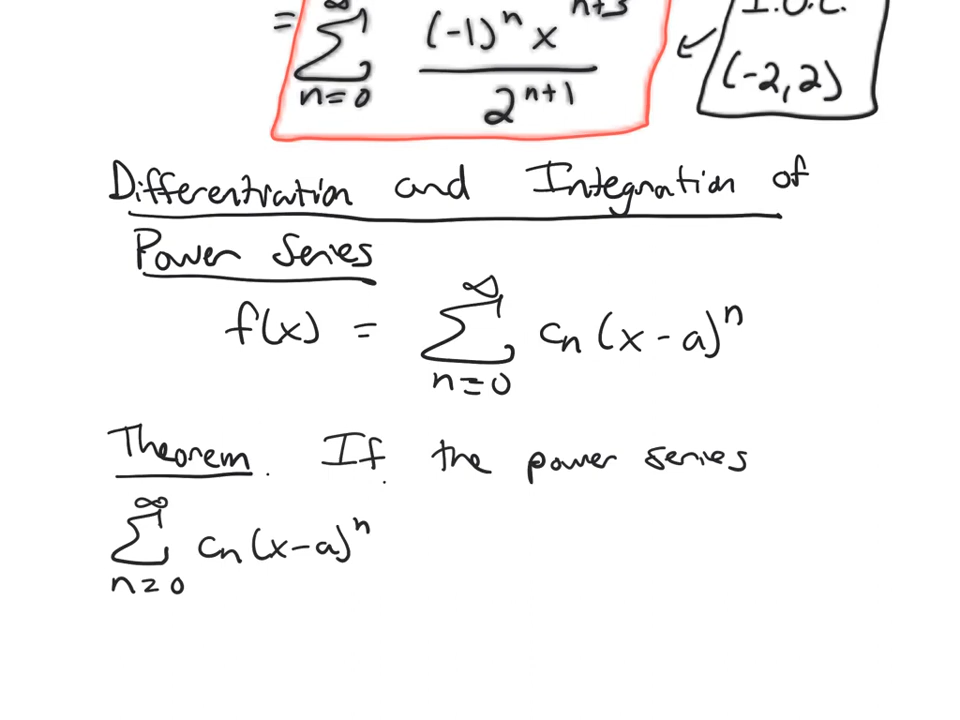 = ∞∑n=0 (-1)^n x^(n+3) / 2^(n+1) I.O.C.
(-2,2)
Differentration and Integration of
Power Series
f(x) = ∞∑n=0 cn (x-a)^n
Theorem. If the power series
∞∑n=0 cn (x-a)^n